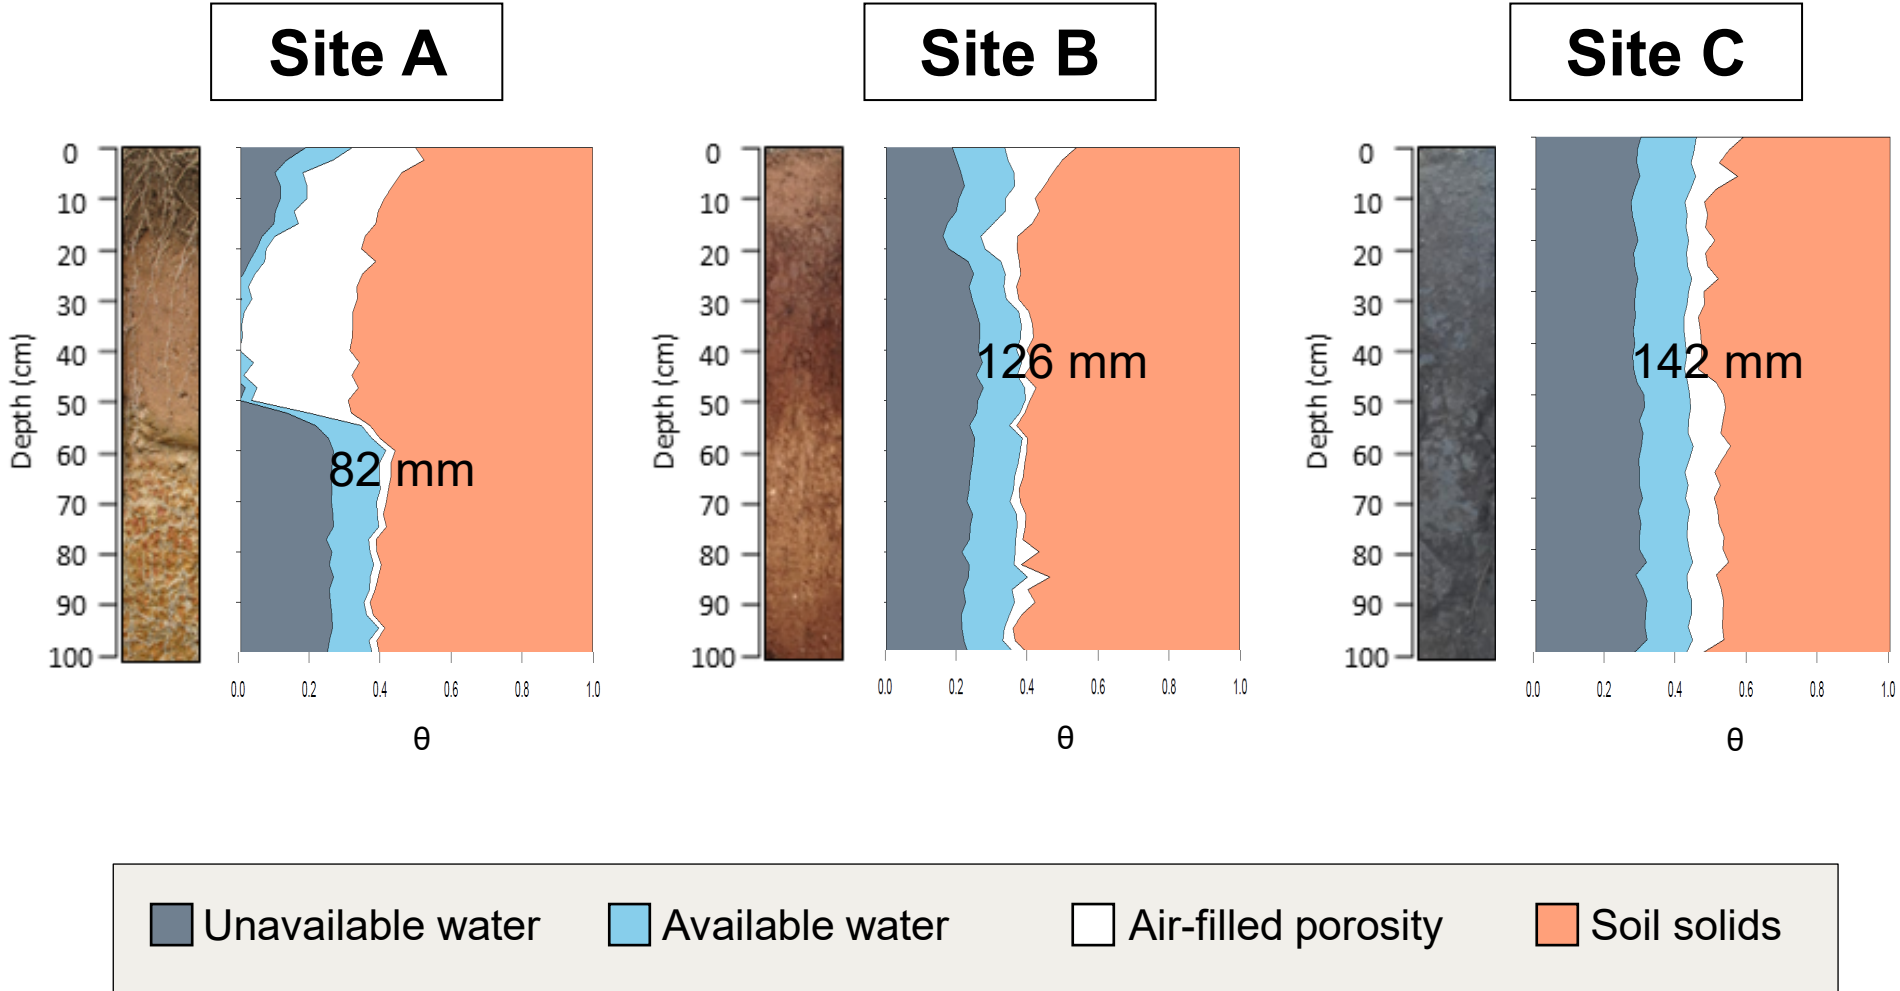 Site A
Site B
Site C
0
10
20
30
40
50
60
70
80
90
100
Depth (cm)
82 mm
0.0 0.2 0.4 0.6 0.8 1.0
θ
0
10
20
30
40
50
60
70
80
90
100
Depth (cm)
126 mm
0.0 0.2 0.4 0.6 0.8 1.0
θ
0
10
20
30
40
50
60
70
80
90
100
Depth (cm)
142 mm
0.0 0.2 0.4 0.6 0.8 1.0
θ
Unavailable water
Available water
Air-filled porosity
Soil solids